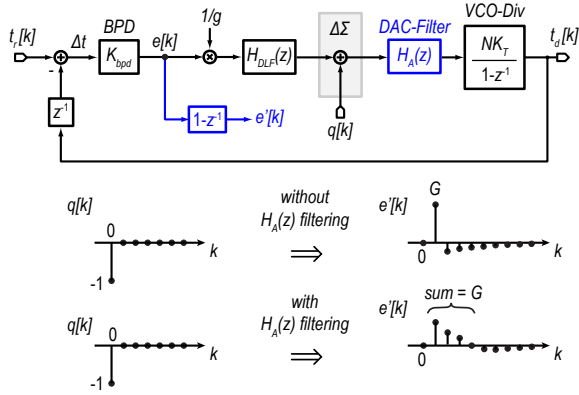 BPD
1/g
ΔΣ
DAC-Filter
VCO-Div
t_r[k]
Δt
-
K_bpd
e[k]
H_DLF(z)
H_A(z)
NK_T
1-z⁻¹
t_d[k]
z⁻¹
1-z⁻¹
e'[k]
q[k]
q[k]
0
-1
k
without
H_A(z) filtering
⇒
e'[k]
G
0
k
q[k]
0
-1
k
with
H_A(z) filtering
⇒
e'[k]
sum = G
0
k